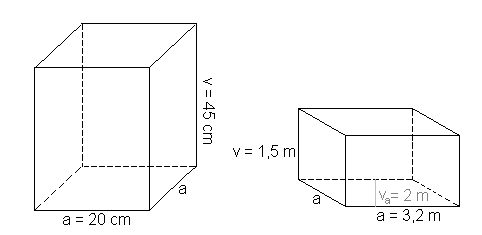 v = 45 cm
a
a = 20 cm
v = 1,5 m
a
vₐ= 2 m
a = 3,2 m